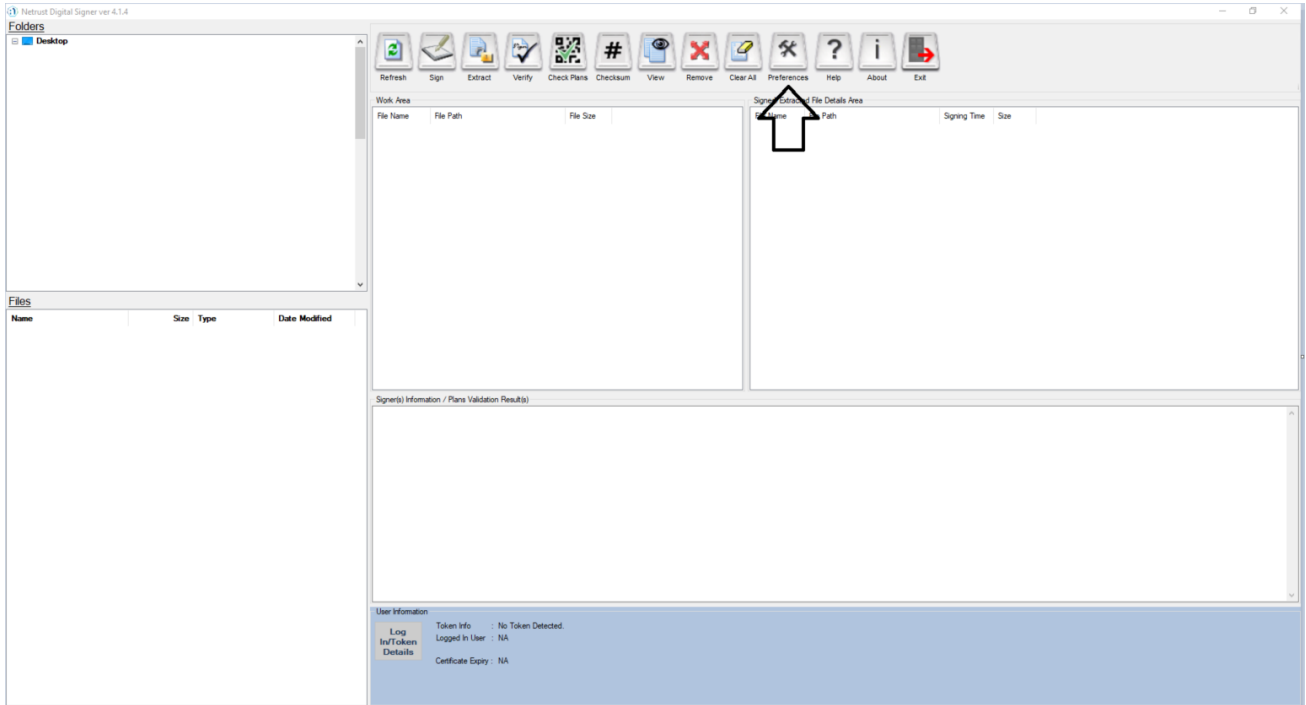 Netrust Digital Signer ver 4.1.4
Folders
Desktop
Refresh Sign Extract Verify Check Plans Checksum View Remove Clear All Preferences Help About Exit
Work Area
File Name File Path File Size
Extracted File Details Area
Name Path Signing Time Size
Files
Name Size Type Date Modified
Signer(s) Information / Plans Validation Result(s)
User Information
Log In/Token Details
Token Info : No Token Detected.
Logged In User : NA
Certificate Expiry : NA